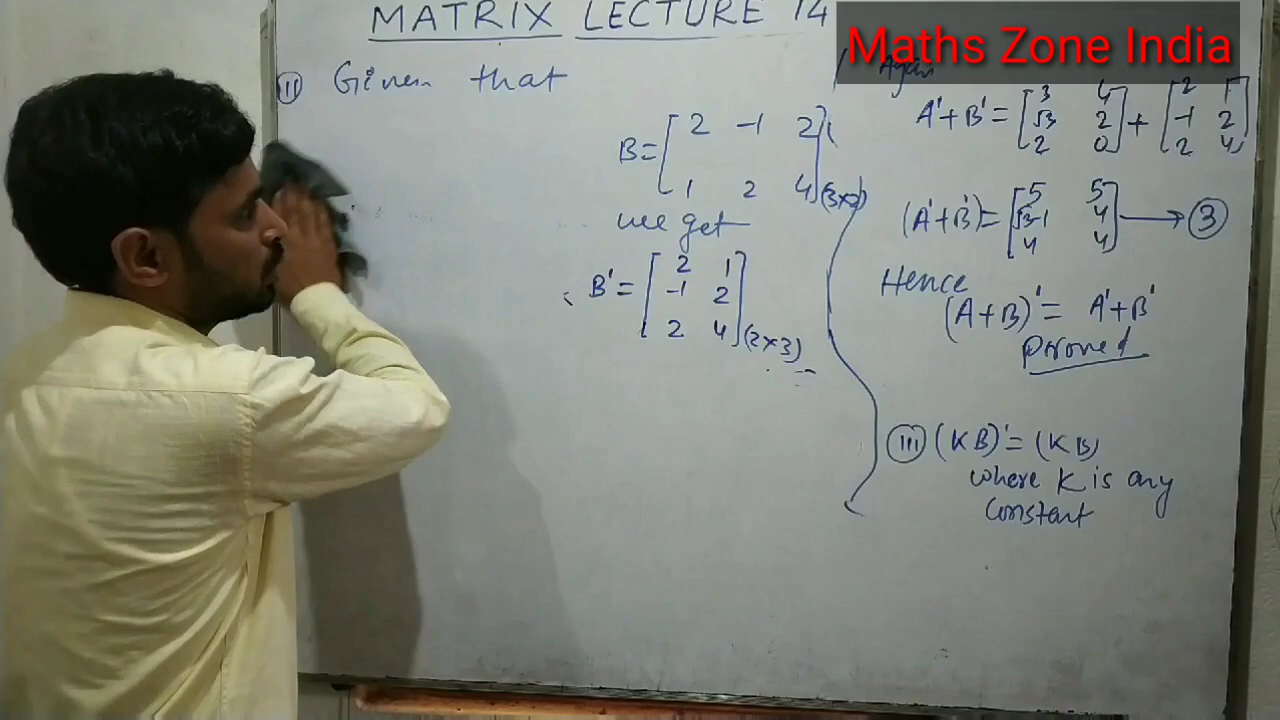 MATRIX LECTURE 14
Maths Zone India
(ii) Given that
B = [ 2 -1 2
1 2 4 ](3×2)
we get
B' = [ 2 1
-1 2
2 4 ](2×3)
Again
A'+B' = [ 3 4
√3 2
2 0 ] + [ 2 1
-1 2
2 4 ]
(A'+B') = [ 5 5
√3-1 4
4 4 ] → (3)
Hence
(A+B)' = A'+B'
Proved
(iii) (KB)' = (KB)
where K is any
constant